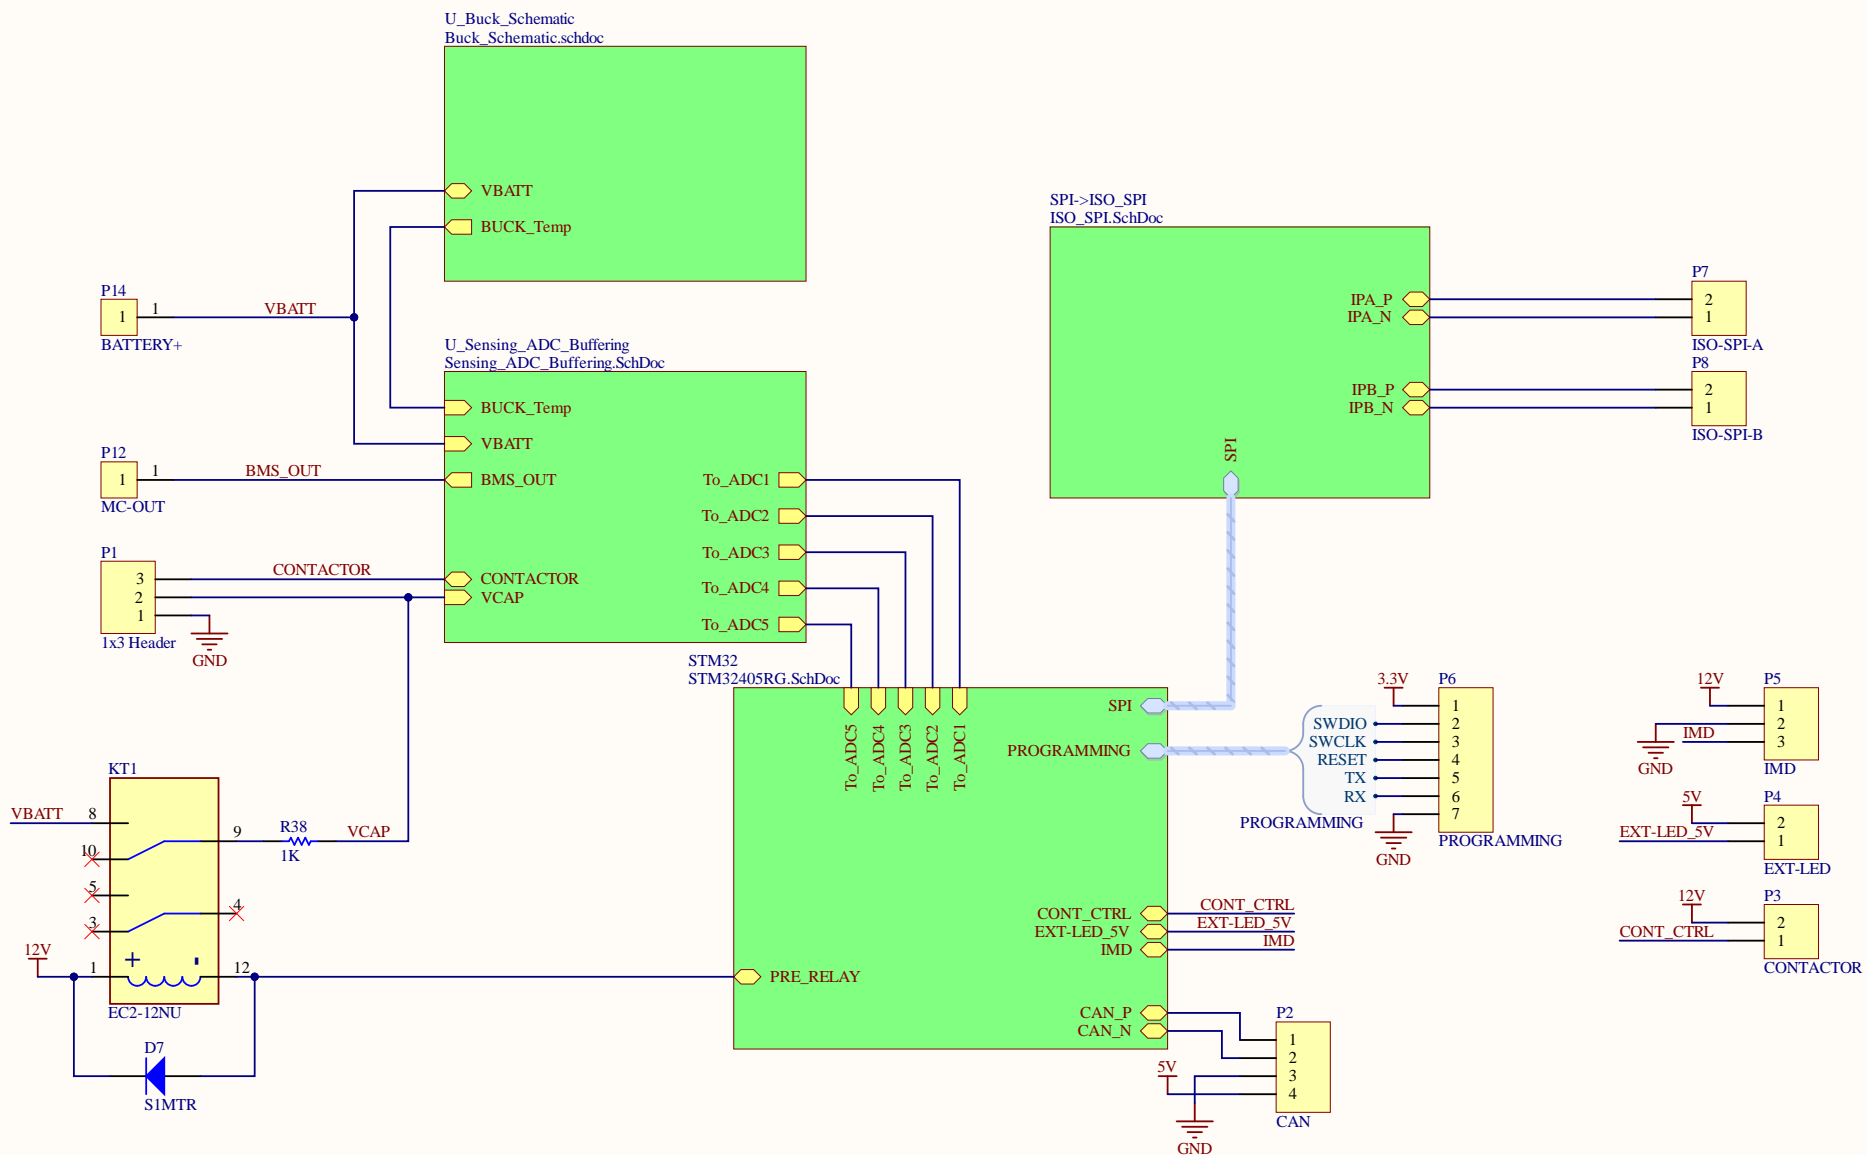 U_Buck_Schematic
Buck_Schematic.schdoc
VBATT
BUCK_Temp
P14
1
1
VBATT
BATTERY+
U_Sensing_ADC_Buffering
Sensing_ADC_Buffering.SchDoc
BUCK_Temp
VBATT
BMS_OUT
CONTACTOR
VCAP
To_ADC1
To_ADC2
To_ADC3
To_ADC4
To_ADC5
P12
1
1
BMS_OUT
MC-OUT
P1
3
2
1
CONTACTOR
1x3 Header
GND
SPI->ISO_SPI
ISO_SPI.SchDoc
IPA_P
IPA_N
IPB_P
IPB_N
SPI
P7
2
1
ISO-SPI-A
P8
2
1
ISO-SPI-B
STM32
STM32405RG.SchDoc
To_ADC5
To_ADC4
To_ADC3
To_ADC2
To_ADC1
SPI
PROGRAMMING
CONT_CTRL
EXT-LED_5V
IMD
PRE_RELAY
CAN_P
CAN_N
CONT_CTRL
EXT-LED_5V
IMD
SWDIO
SWCLK
RESET
TX
RX
PROGRAMMING
3.3V
P6
1
2
3
4
5
6
7
GND
PROGRAMMING
12V
P5
1
2
3
IMD
GND
IMD
5V
P4
2
1
EXT-LED_5V
EXT-LED
12V
P3
2
1
CONT_CTRL
CONTACTOR
KT1
VBATT
8
10
5
3
9
4
1
12
+
-
12V
EC2-12NU
R38
1K
VCAP
D7
S1MTR
P2
1
2
3
4
5V
GND
CAN